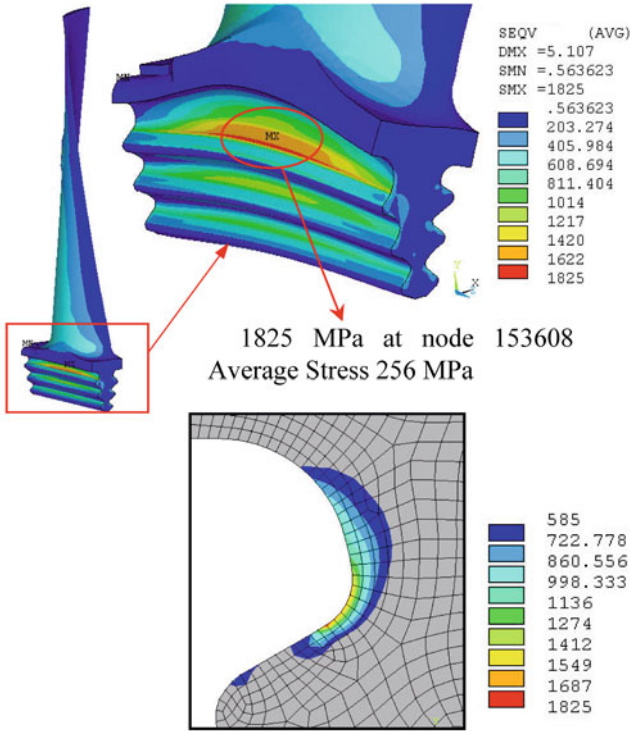 SEQV (AVG)
DMX =5.107
SMN =.563623
SMX =1825
.563623
203.274
405.984
608.694
811.404
1014
1217
1420
1622
1825
MN
MX
Y
X
MN
MX
1825 MPa at node 153608
Average Stress 256 MPa
585
722.778
860.556
998.333
1136
1274
1412
1549
1687
1825